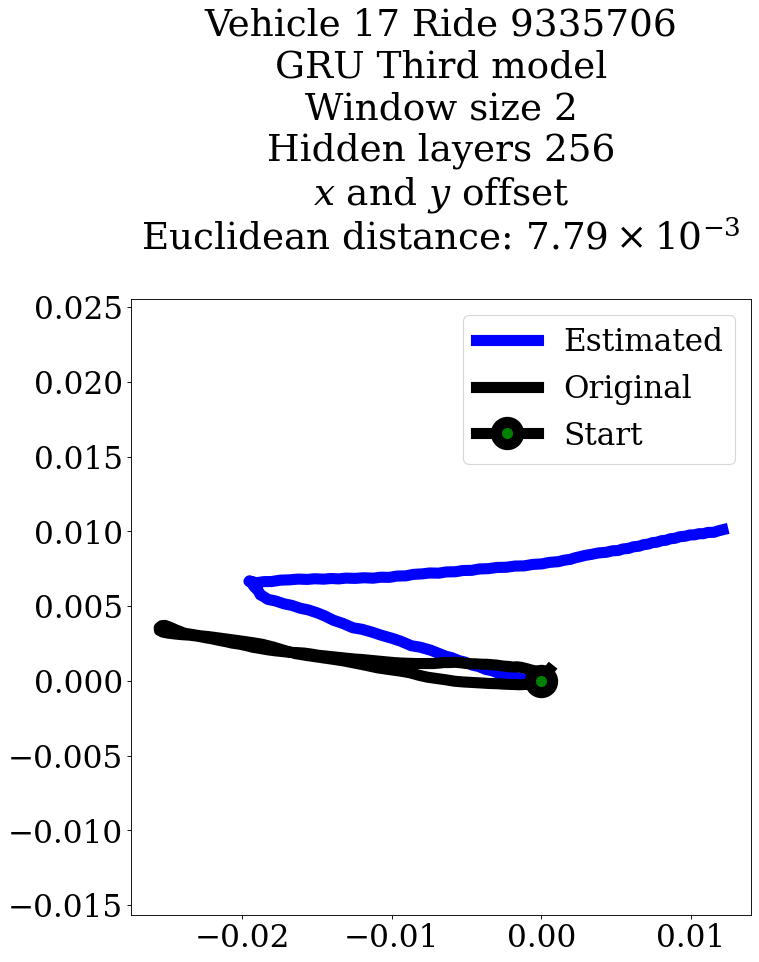 Vehicle 17 Ride 9335706
GRU Third model
Window size 2
Hidden layers 256
x and y offset
Euclidean distance: 7.79 × 10⁻³
0.025
0.020
0.015
0.010
0.005
0.000
−0.005
−0.010
−0.015
Estimated
Original
Start
−0.02 −0.01 0.00 0.01